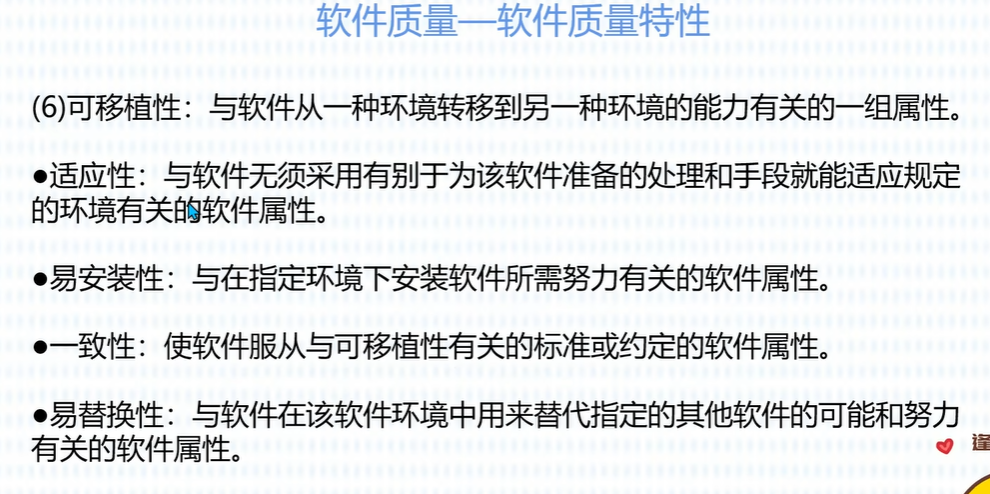 软件质量—软件质量特性
(6)可移植性：与软件从一种环境转移到另一种环境的能力有关的一组属性。
●适应性：与软件无须采用有别于为该软件准备的处理和手段就能适应规定
的环境有关的软件属性。
●易安装性：与在指定环境下安装软件所需努力有关的软件属性。
●一致性：使软件服从与可移植性有关的标准或约定的软件属性。
●易替换性：与软件在该软件环境中用来替代指定的其他软件的可能和努力
有关的软件属性。